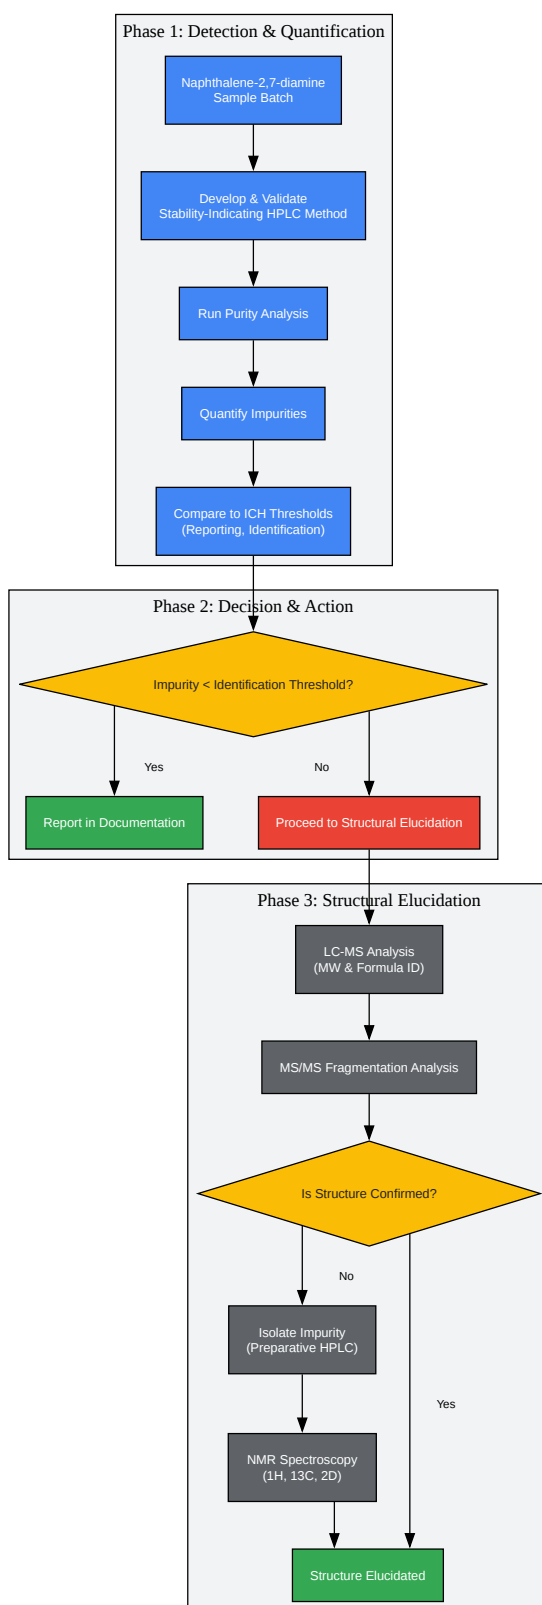 Phase 1: Detection & Quantification
Naphthalene-2,7-diamine
Sample Batch
Develop & Validate
Stability-Indicating HPLC Method
Run Purity Analysis
Quantify Impurities
Compare to ICH Thresholds
(Reporting, Identification)
Phase 2: Decision & Action
Impurity < Identification Threshold?
Yes
No
Report in Documentation
Proceed to Structural Elucidation
Phase 3: Structural Elucidation
LC-MS Analysis
(MW & Formula ID)
MS/MS Fragmentation Analysis
Is Structure Confirmed?
No
Isolate Impurity
(Preparative HPLC)
Yes
NMR Spectroscopy
(1H, 13C, 2D)
Structure Elucidated